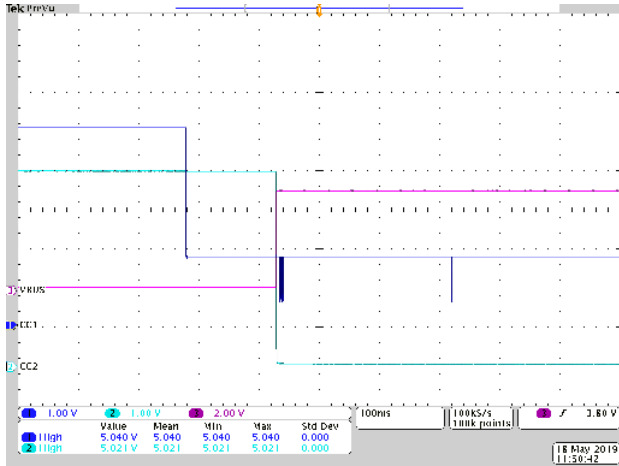 Tek PreVu
VBUS
CC1
CC2
1 1.00 V 2 1.00 V 3 2.00 V 100ms 100kS/s 3 3.80 V
100k points
Value Mean Min Max Std Dev
1 High 5.040 V 5.040 5.040 5.040 0.000
2 High 5.021 V 5.021 5.021 5.021 0.000
18 May 2019
11:50:42